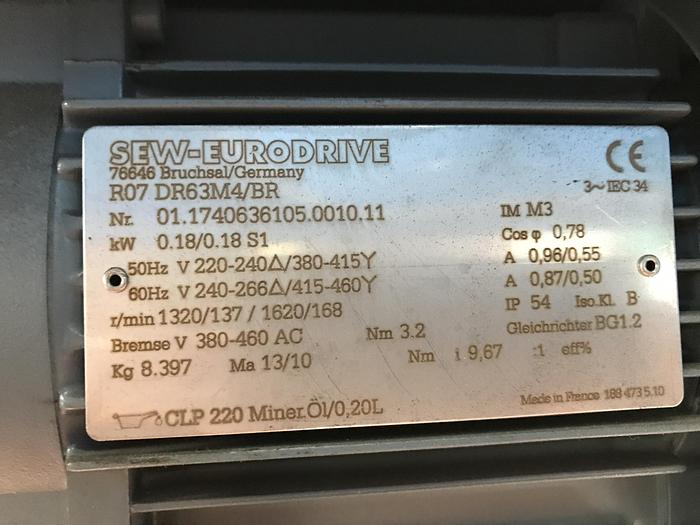 SEW-EURODRIVE
76646 Bruchsal/Germany
CE
R07 DR63M4/BR
3~ IEC 34
Nr. 01.1740636105.0010.11
IM M3
kW 0.18/0.18 S1
Cos φ 0,78
50Hz V 220-240Δ/380-415Y
A 0,96/0,55
60Hz V 240-266Δ/415-460Y
A 0,87/0,50
r/min 1320/137 / 1620/168
IP 54 Iso.Kl. B
Bremse V 380-460 AC Nm 3.2 Gleichrichter BG1.2
Kg 8.397 Ma 13/10 Nm i 9,67 :1 eff%
CLP 220 Miner.Öl/0,20L
Made in France 188 473 5.10